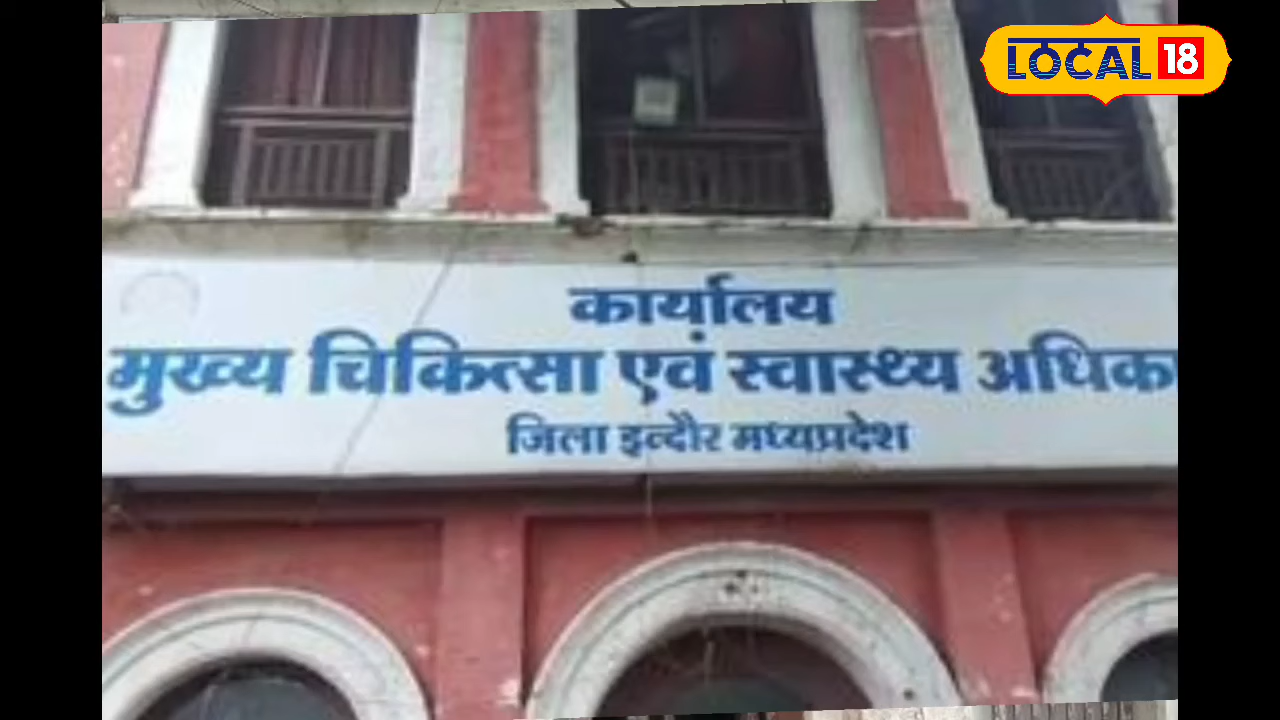 LOCAL 18
कार्यालय
मुख्य चिकित्सा एवं स्वास्थ्य अधिका
जिला इन्दौर मध्यप्रदेश